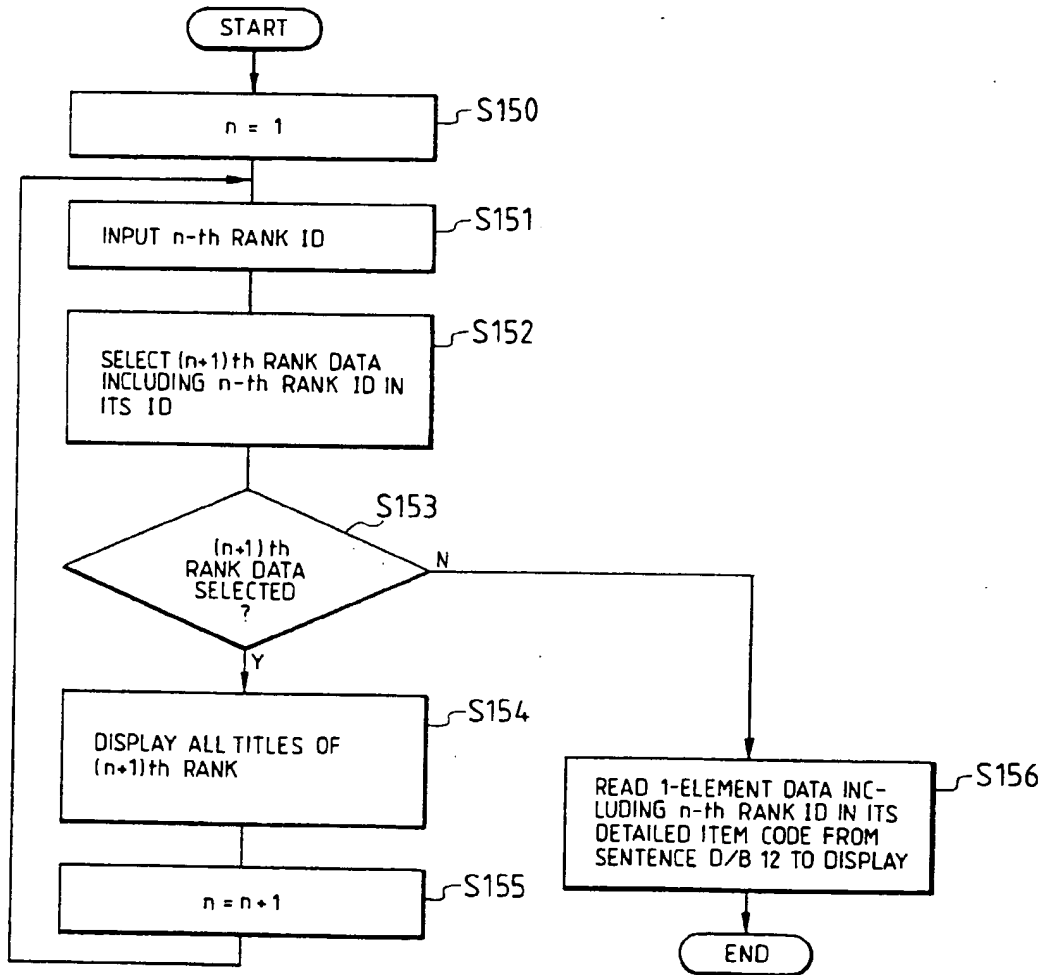 START
n = 1
S150
INPUT n-th RANK ID
S151
SELECT (n+1)th RANK DATA
INCLUDING n-th RANK ID IN
ITS ID
S152
(n+1)th
RANK DATA
SELECTED
?
S153
N
Y
DISPLAY ALL TITLES OF
(n+1)th RANK
S154
n = n+1
S155
READ 1-ELEMENT DATA INC-
LUDING n-th RANK ID IN ITS
DETAILED ITEM CODE FROM
SENTENCE D/B 12 TO DISPLAY
S156
END